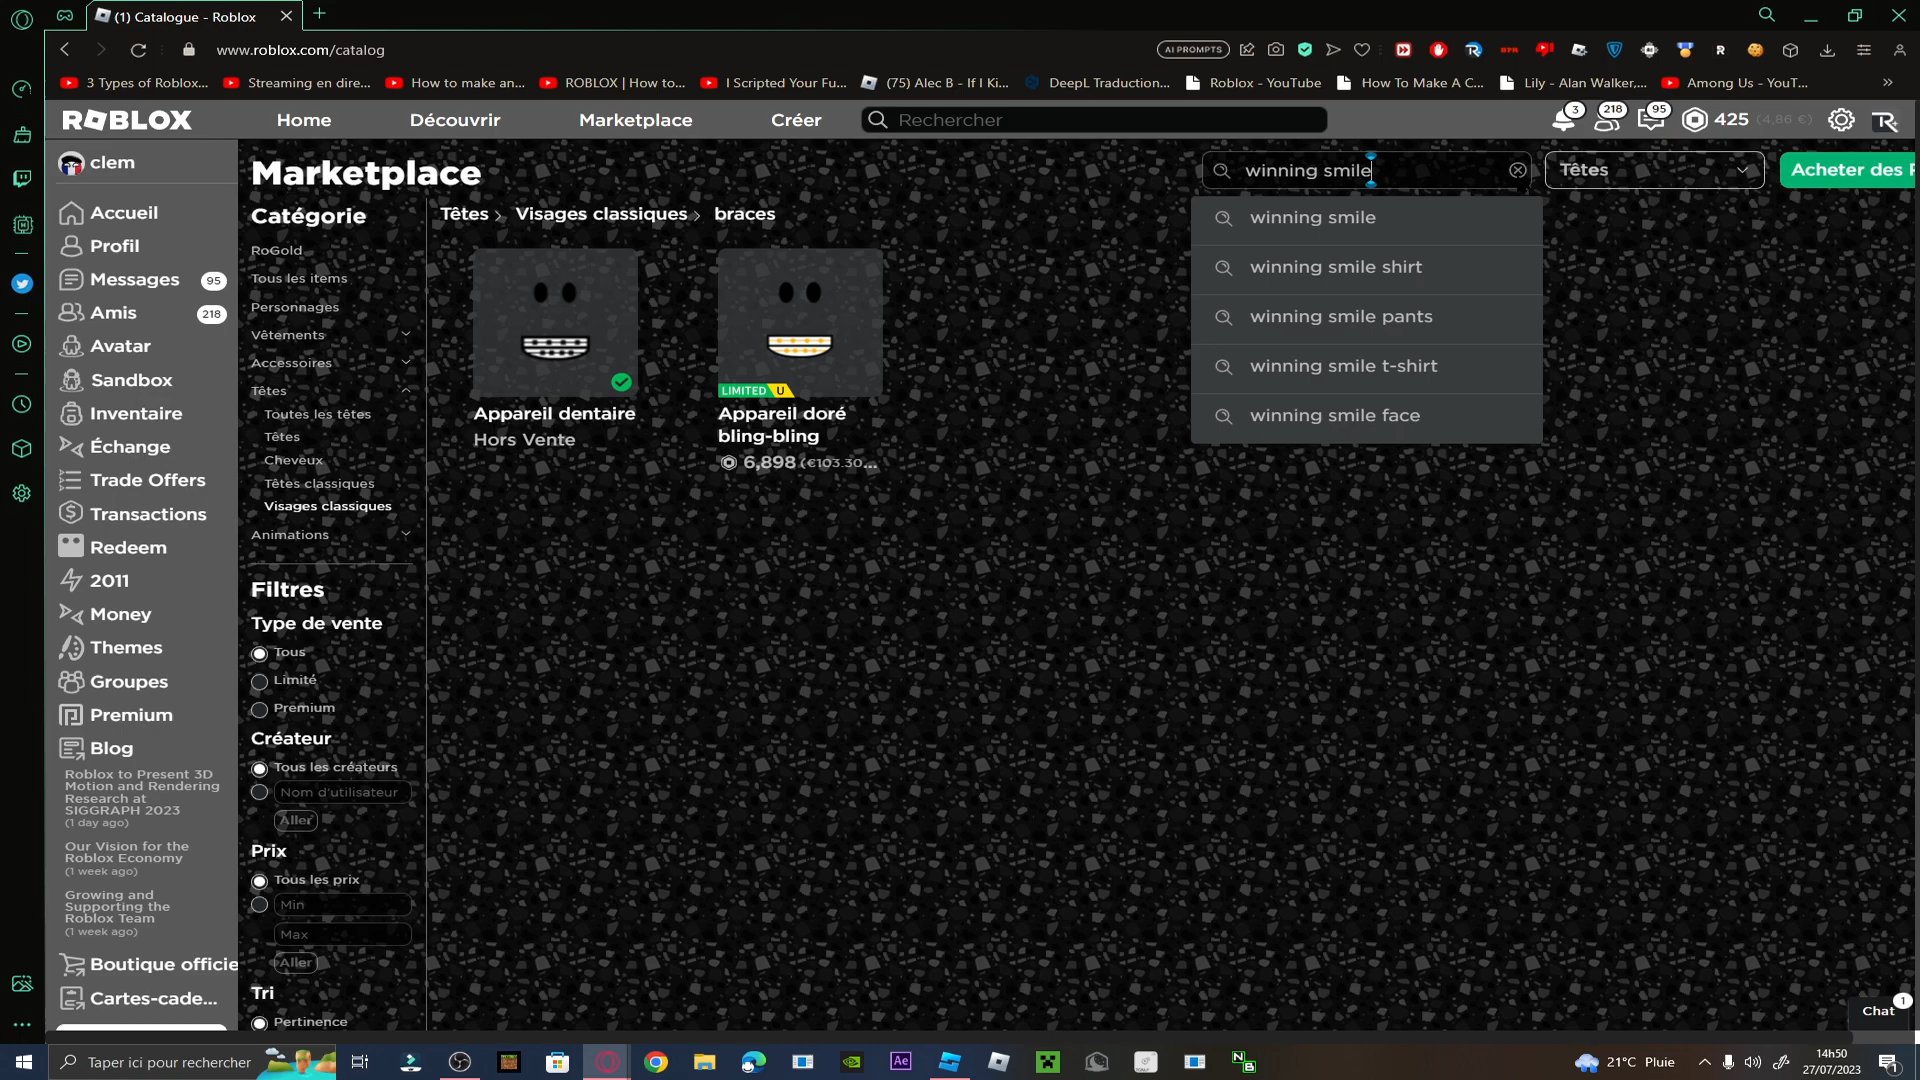 (1) Catalogue - Roblox
www.roblox.com/catalog
AI PROMPTS
3 Types of Roblox...
Streaming en dire...
How to make an...
ROBLOX | How to...
I Scripted Your Fu...
(75) Alec B - If I Ki...
DeepL Traduction...
Roblox - YouTube
How To Make A C...
Lily - Alan Walker,...
Among Us - YouT...
ROBLOX
Home
Découvrir
Marketplace
Créer
Rechercher
3
218
95
425 (4,86 €)
clem
Accueil
Profil
Messages 95
Amis 218
Avatar
Sandbox
Inventaire
Échange
Trade Offers
Transactions
Redeem
2011
Money
Themes
Groupes
Premium
Blog
Roblox to Present 3D
Motion and Rendering
Research at
SIGGRAPH 2023
(1 day ago)
Our Vision for the
Roblox Economy
(1 week ago)
Growing and
Supporting the
Roblox Team
(1 week ago)
Boutique officie
Cartes-cade...
Marketplace
winning smile
Têtes
Acheter des R
winning smile
winning smile shirt
winning smile pants
winning smile t-shirt
winning smile face
Catégorie
RoGold
Tous les items
Personnages
Vêtements
Accessoires
Têtes
Toutes les têtes
Têtes
Cheveux
Têtes classiques
Visages classiques
Animations
Filtres
Type de vente
Tous
Limité
Premium
Créateur
Tous les créateurs
Nom d'utilisateur
Aller
Prix
Tous les prix
Min
Max
Aller
Tri
Pertinence
Têtes > Visages classiques > braces
Appareil dentaire
Hors Vente
LIMITED U
Appareil doré
bling-bling
6,898 (€103.30...
Chat 1
Taper ici pour rechercher
Ae
21°C Pluie
14h50
27/07/2023
1